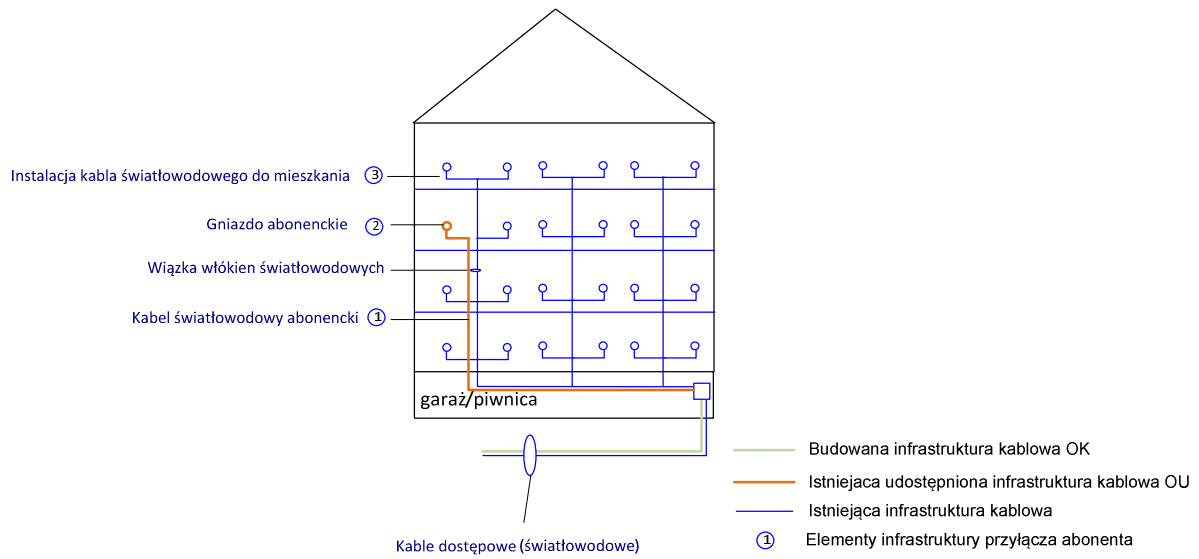 Instalacja kabla światłowodowego do mieszkania 3
Gniazdo abonenckie 2
Wiązka włókien światłowodowych
Kabel światłowodowy abonencki 1
garaż/piwnica
Budowana infrastruktura kablowa OK
Istniejaca udostępniona infrastruktura kablowa OU
Istniejąca infrastruktura kablowa
1 Elementy infrastruktury przyłącza abonenta
Kable dostępowe (światłowodowe)